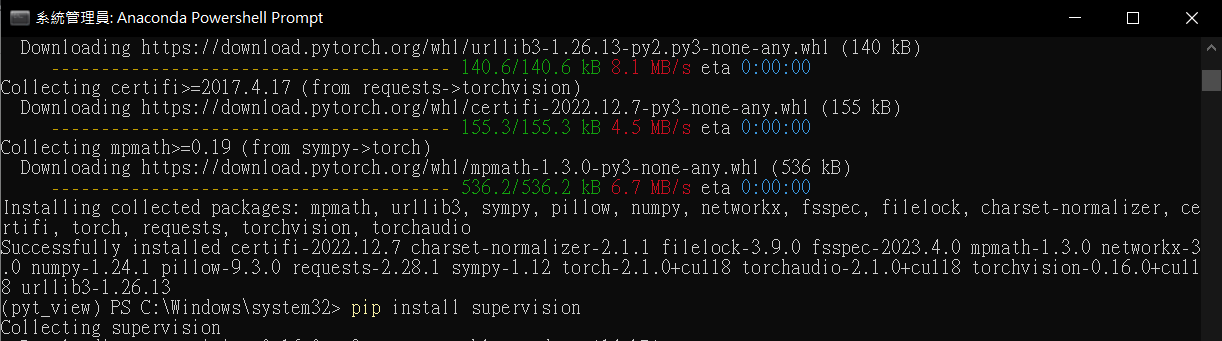 系統管理員: Anaconda Powershell Prompt
Downloading https://download.pytorch.org/whl/urllib3-1.26.13-py2.py3-none-any.whl (140 kB)
---------------------------------------- 140.6/140.6 kB 8.1 MB/s eta 0:00:00
Collecting certifi>=2017.4.17 (from requests->torchvision)
Downloading https://download.pytorch.org/whl/certifi-2022.12.7-py3-none-any.whl (155 kB)
---------------------------------------- 155.3/155.3 kB 4.5 MB/s eta 0:00:00
Collecting mpmath>=0.19 (from sympy->torch)
Downloading https://download.pytorch.org/whl/mpmath-1.3.0-py3-none-any.whl (536 kB)
---------------------------------------- 536.2/536.2 kB 6.7 MB/s eta 0:00:00
Installing collected packages: mpmath, urllib3, sympy, pillow, numpy, networkx, fsspec, filelock, charset-normalizer, ce
rtifi, torch, requests, torchvision, torchaudio
Successfully installed certifi-2022.12.7 charset-normalizer-2.1.1 filelock-3.9.0 fsspec-2023.4.0 mpmath-1.3.0 networkx-3
.0 numpy-1.24.1 pillow-9.3.0 requests-2.28.1 sympy-1.12 torch-2.1.0+cu118 torchaudio-2.1.0+cu118 torchvision-0.16.0+cu11
8 urllib3-1.26.13
(pyt_view) PS C:\Windows\system32> pip install supervision
Collecting supervision